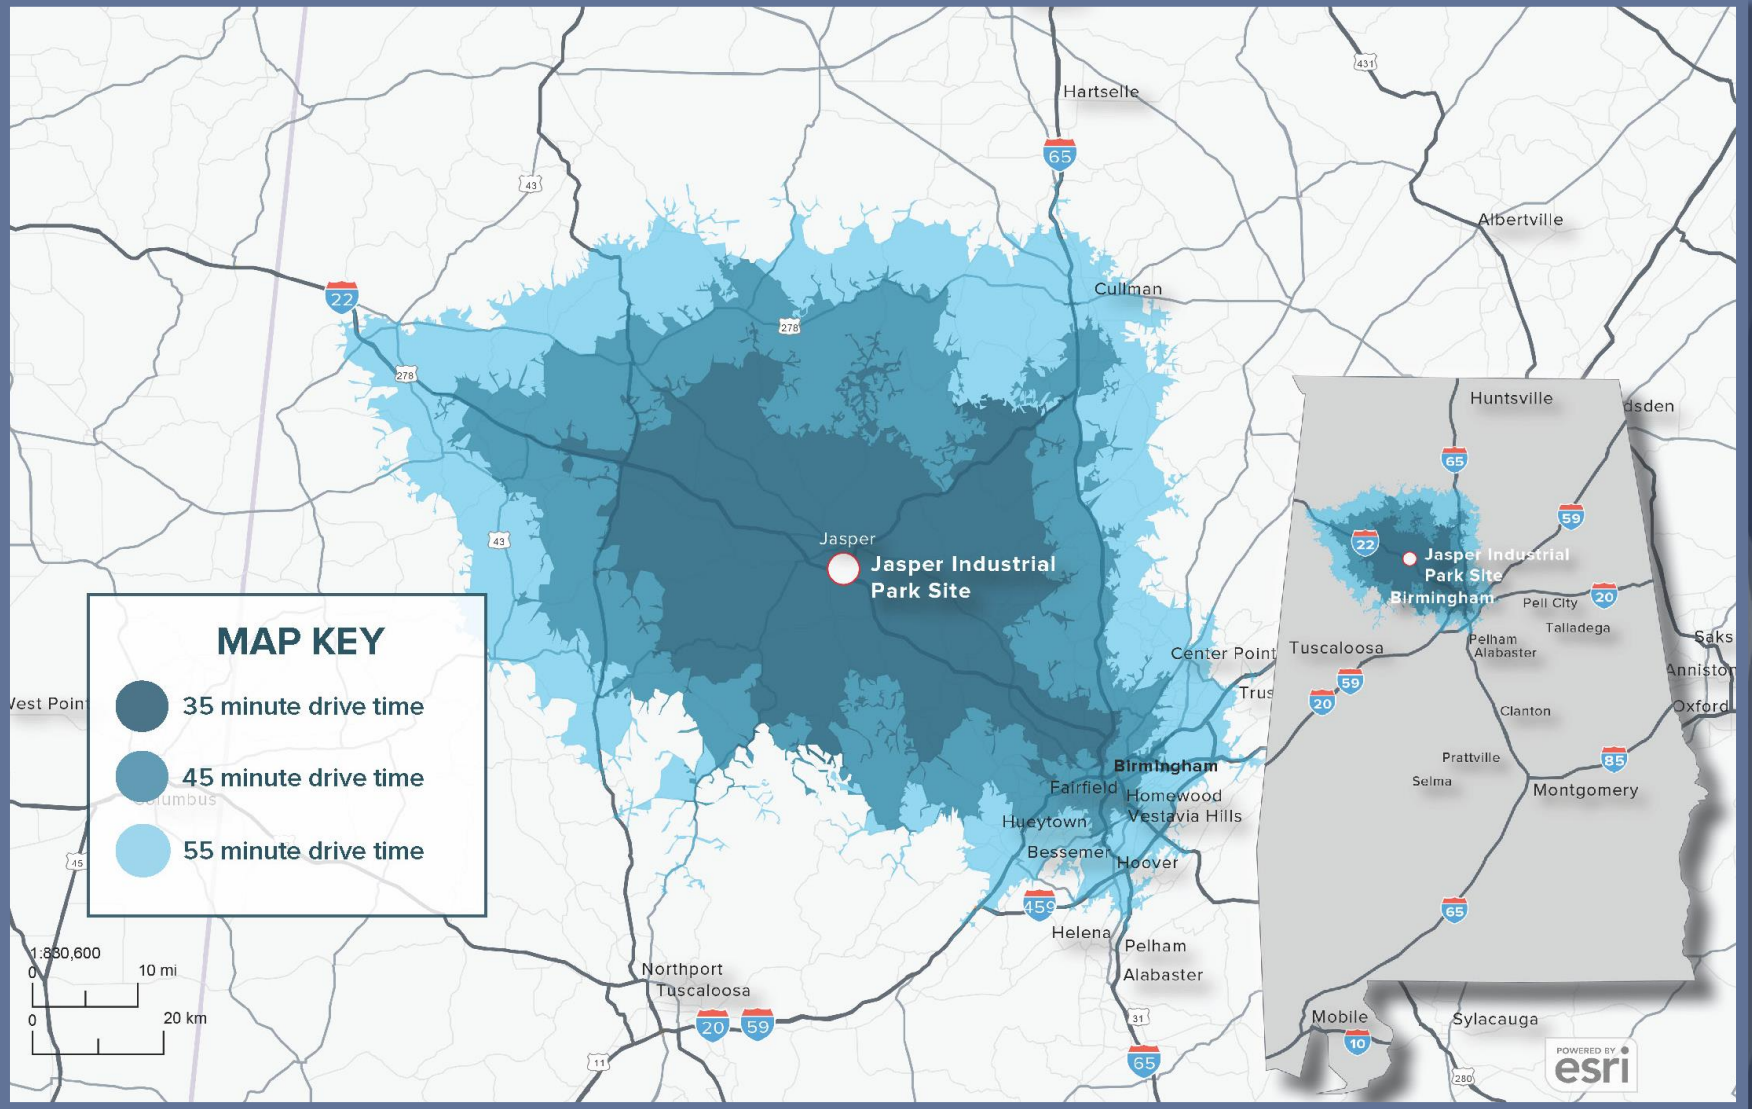 431
Hartselle
65
43
Albertville
Cullman
22
278
278
Huntsville
dsden
65
59
43
Jasper
Jasper Industrial
Park Site
22
Jasper Industrial
Park Site
Birmingham
20
Pell City
Talladega
Pelham
Alabaster
Tuscaloosa
59
20
Saks
Anniston
Oxford
Center Point
Trus
MAP KEY
35 minute drive time
45 minute drive time
55 minute drive time
West Point
Columbus
45
Clanton
Prattville
Selma
85
Montgomery
Birmingham
Fairfield
Homewood
Vestavia Hills
Hueytown
Bessemer
Hoover
459
65
Helena
Pelham
Alabaster
1:830,600
0
10 mi
0
20 km
Northport
Tuscaloosa
20
59
31
11
65
Mobile
10
Sylacauga
280
POWERED BY
esri